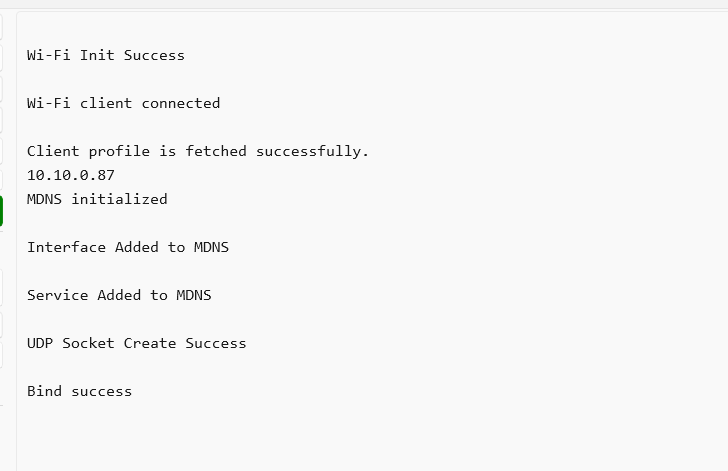 Wi-Fi Init Success
Wi-Fi client connected
Client profile is fetched successfully.
10.10.0.87
MDNS initialized
Interface Added to MDNS
Service Added to MDNS
UDP Socket Create Success
Bind success